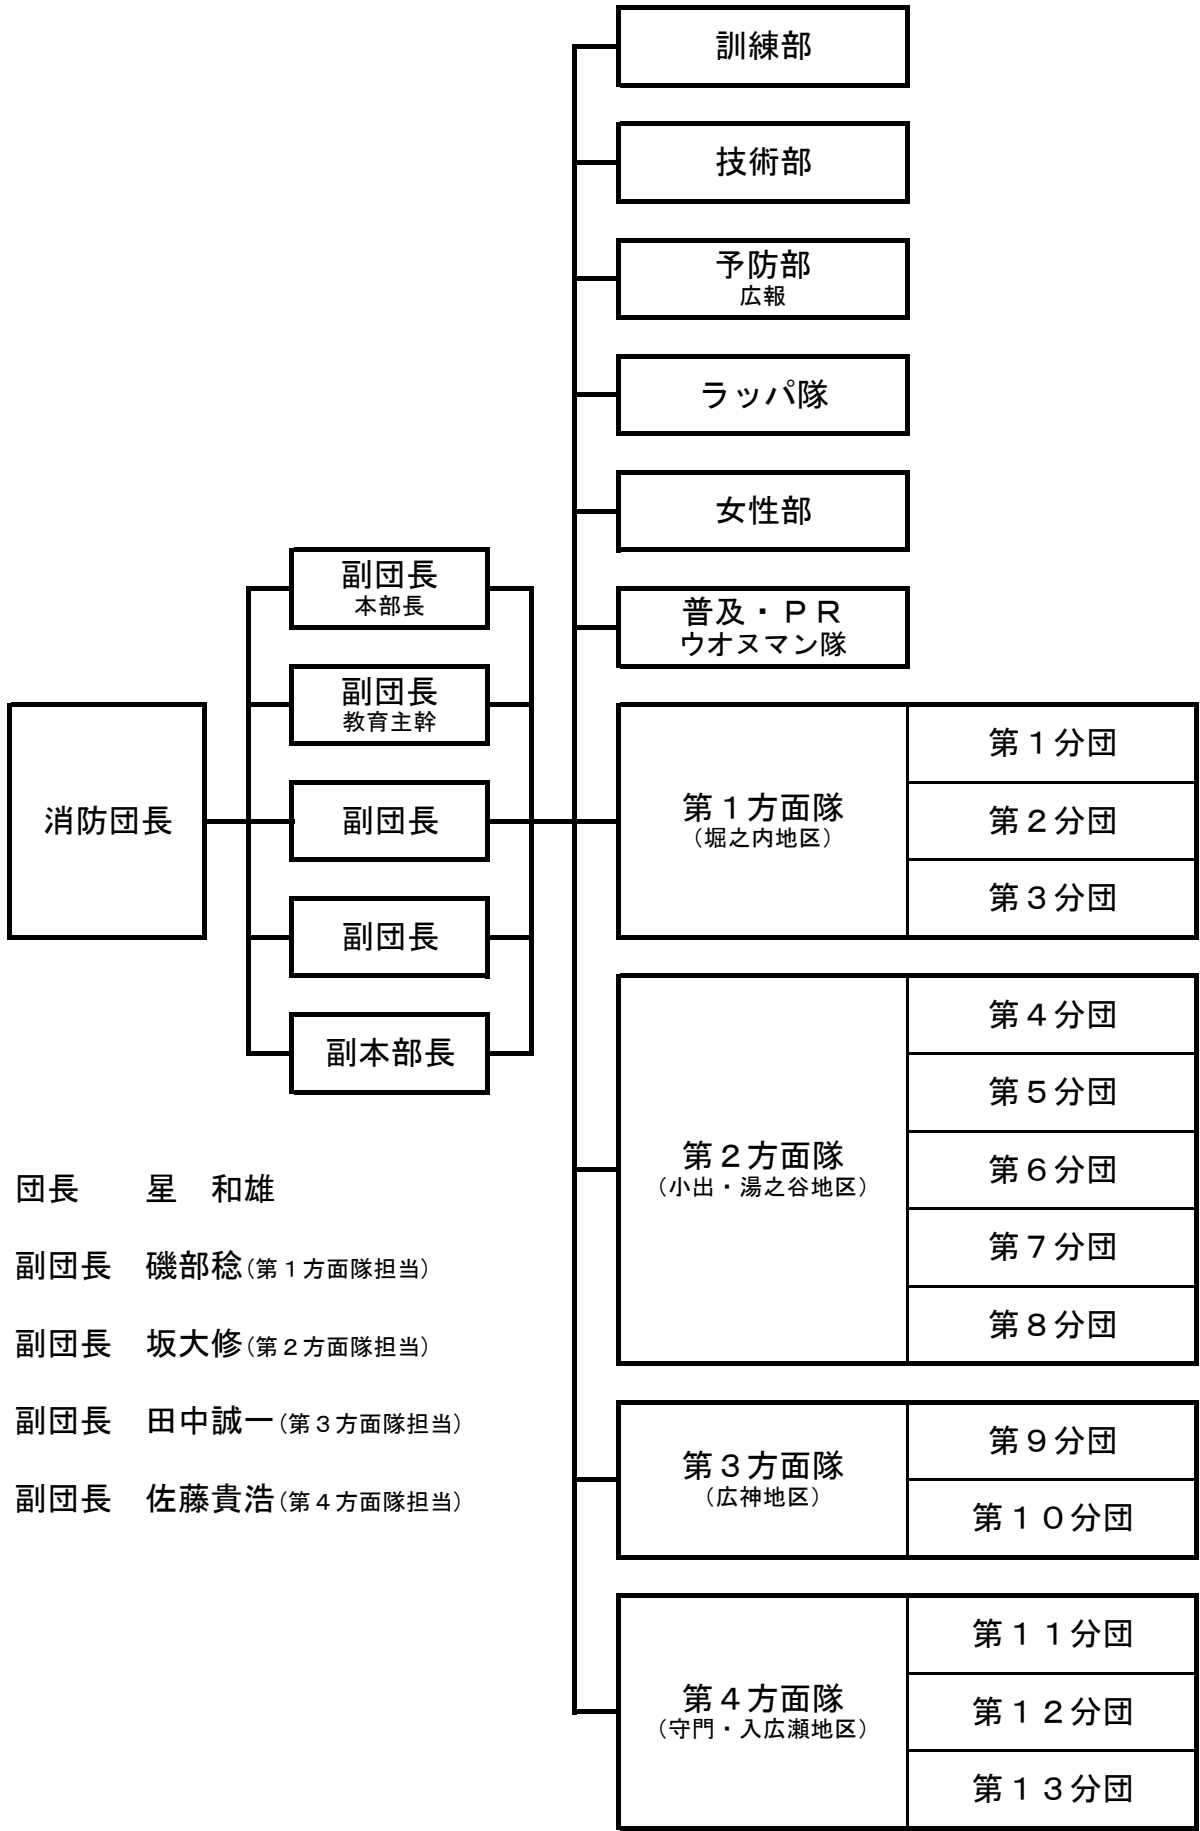 訓練部
技術部
予防部
広報
ラッパ隊
女性部
普及・ＰＲ
ウオヌマン隊
消防団長
副団長
本部長
副団長
教育主幹
副団長
副団長
副本部長
第１方面隊
（堀之内地区）
第１分団
第２分団
第３分団
第２方面隊
（小出・湯之谷地区）
第４分団
第５分団
第６分団
第７分団
第８分団
第３方面隊
（広神地区）
第９分団
第１０分団
第４方面隊
（守門・入広瀬地区）
第１１分団
第１２分団
第１３分団
団長　　星　和雄
副団長　磯部稔（第１方面隊担当）
副団長　坂大修（第２方面隊担当）
副団長　田中誠一（第３方面隊担当）
副団長　佐藤貴浩（第４方面隊担当）